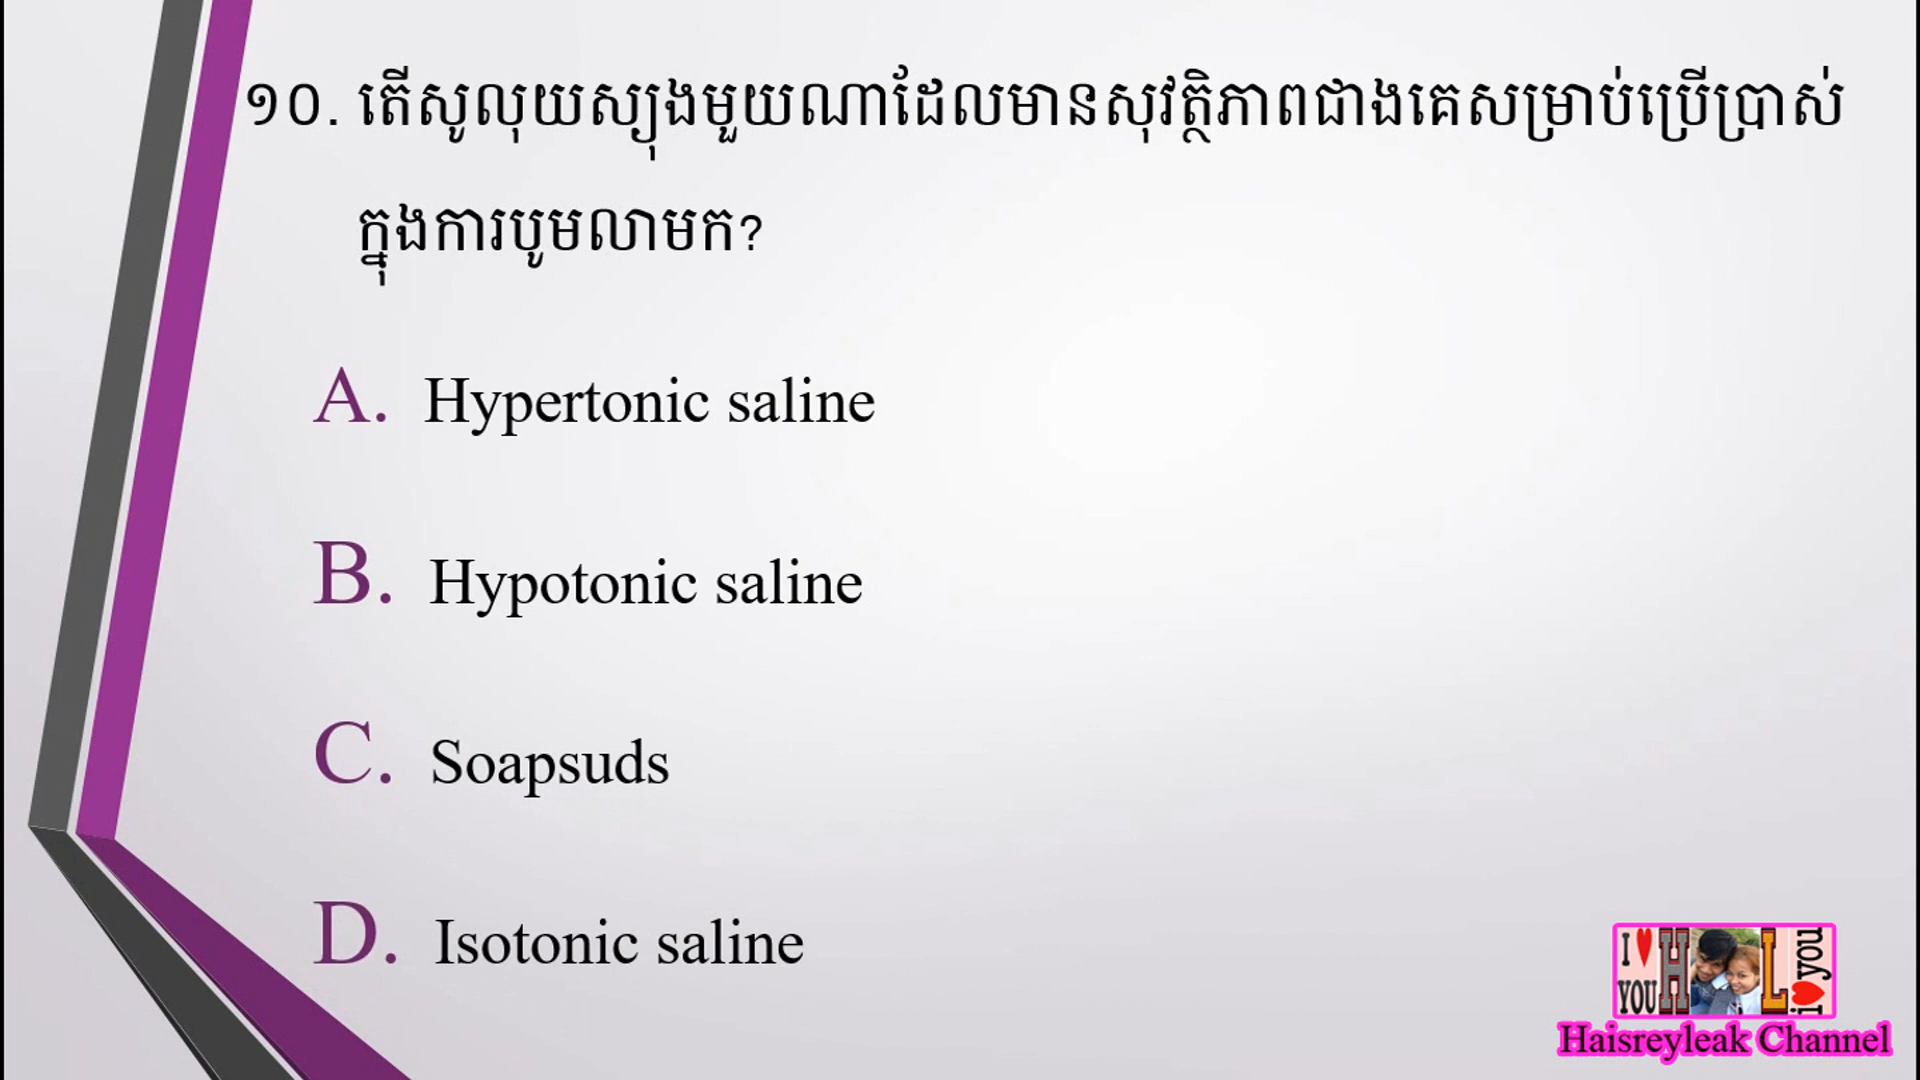 ១០. តើសូលុយស្យុងមួយណាដែលមានសុវត្ថិភាពជាងគេសម្រាប់ប្រើប្រាស់
ក្នុងការបូមលាមក?
A. Hypertonic saline
B. Hypotonic saline
C. Soapsuds
D. Isotonic saline
I ♥ YOU H L i ♥ you
Haisreyleak Channel